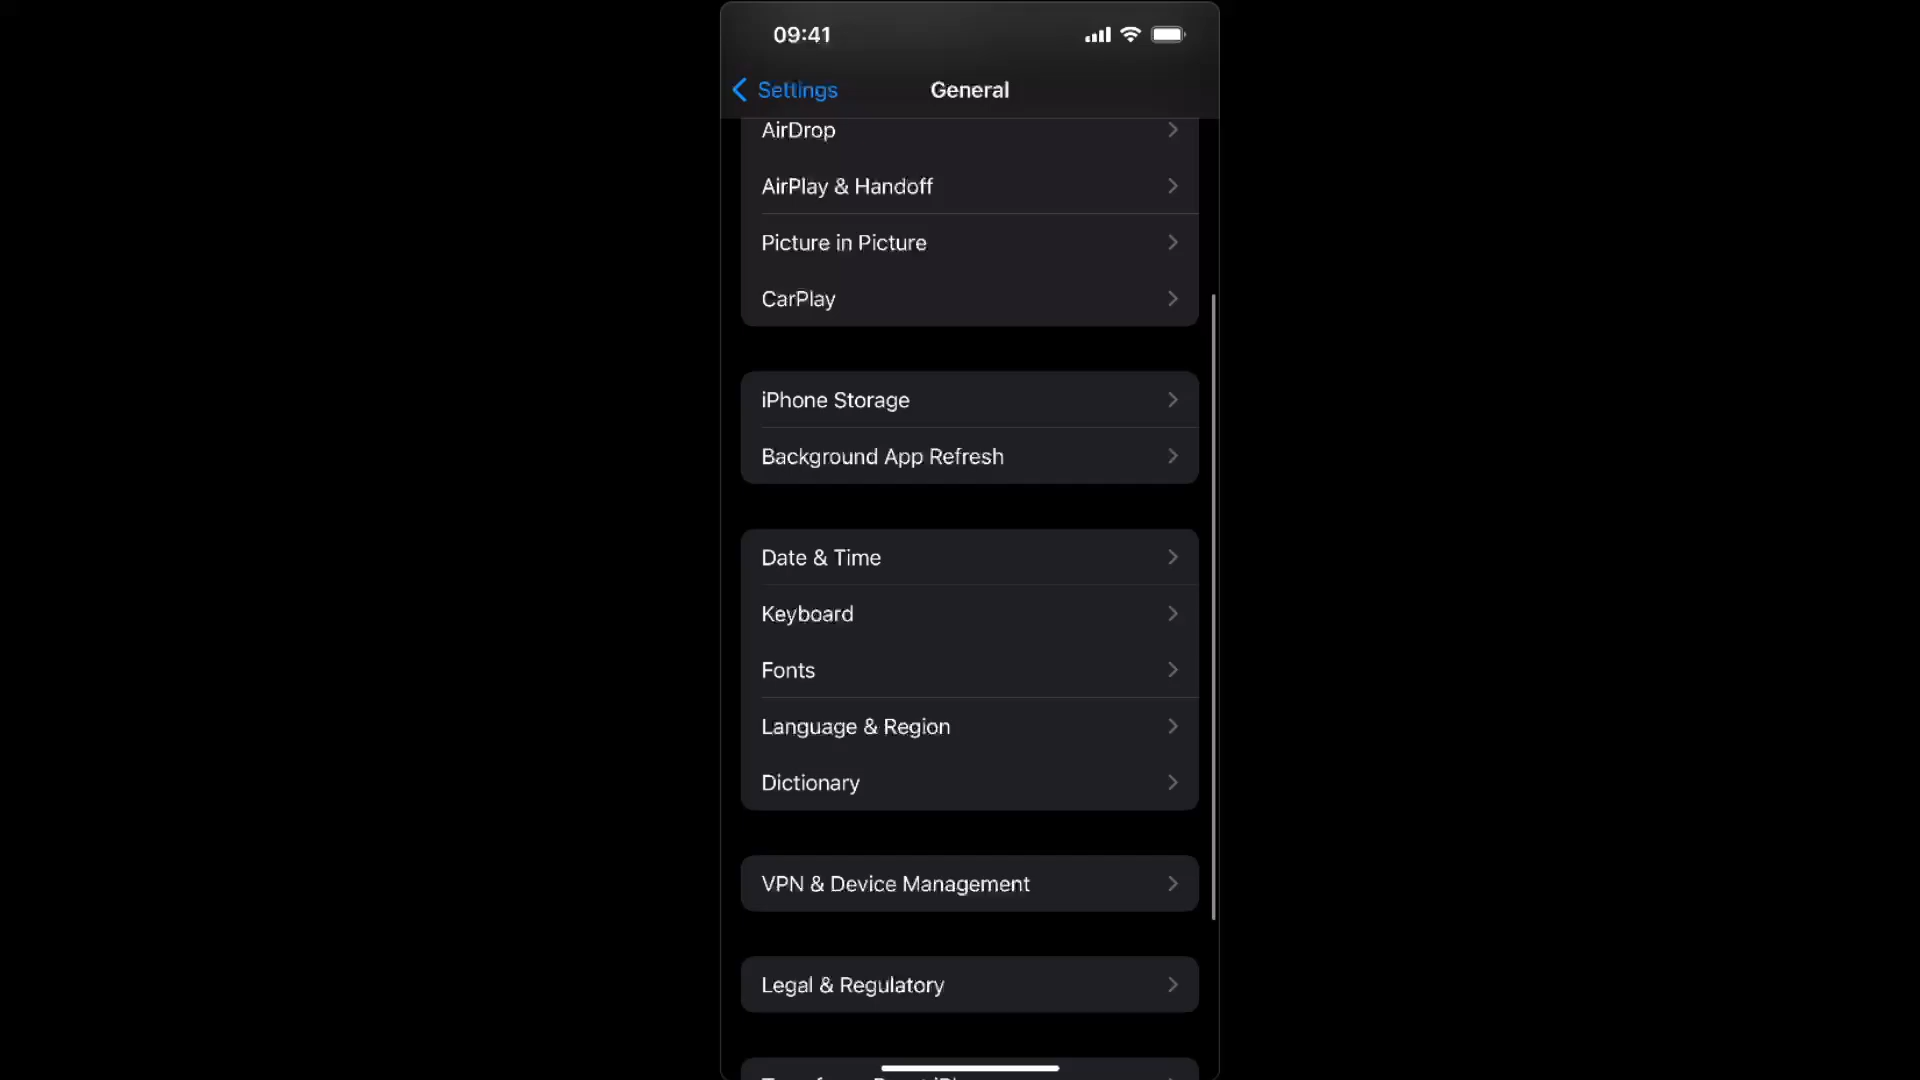 09:41
Settings
General
AirDrop
AirPlay & Handoff
Picture in Picture
CarPlay
iPhone Storage
Background App Refresh
Date & Time
Keyboard
Fonts
Language & Region
Dictionary
VPN & Device Management
Legal & Regulatory